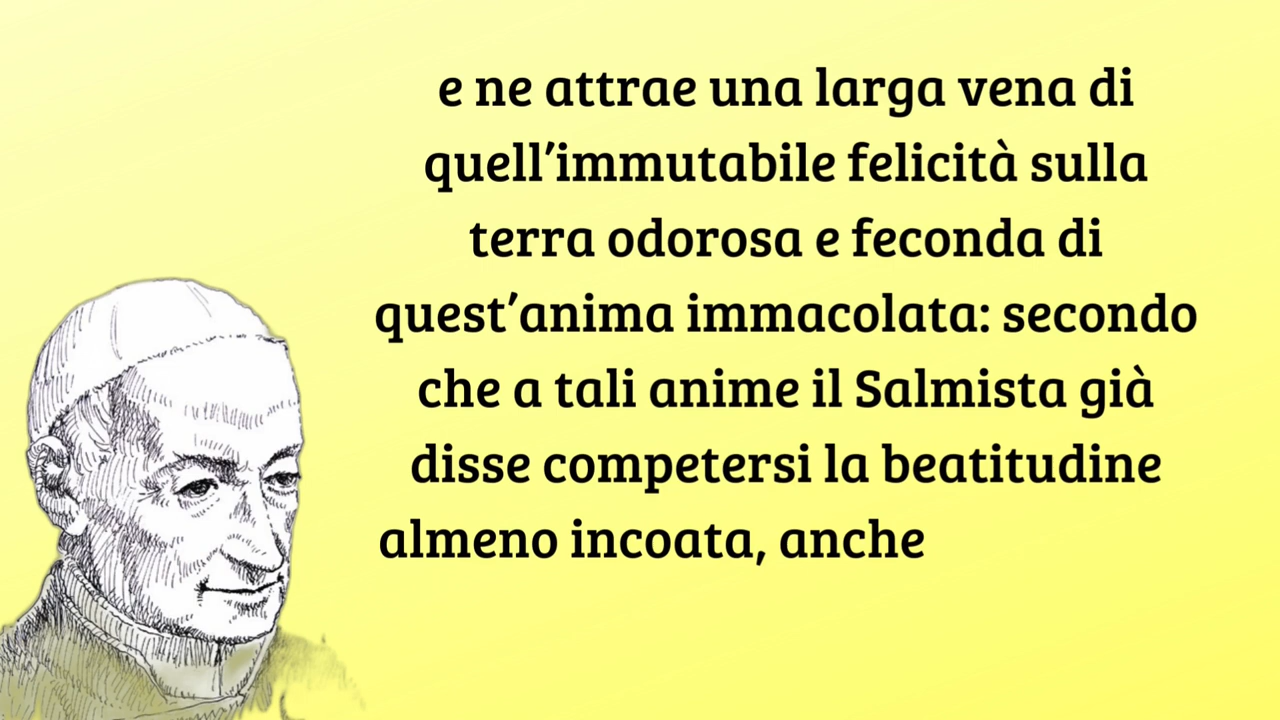 e ne attrae una larga vena di
quell'immutabile felicità sulla
terra odorosa e feconda di
quest'anima immacolata: secondo
che a tali anime il Salmista già
disse competersi la beatitudine
almeno incoata, anche